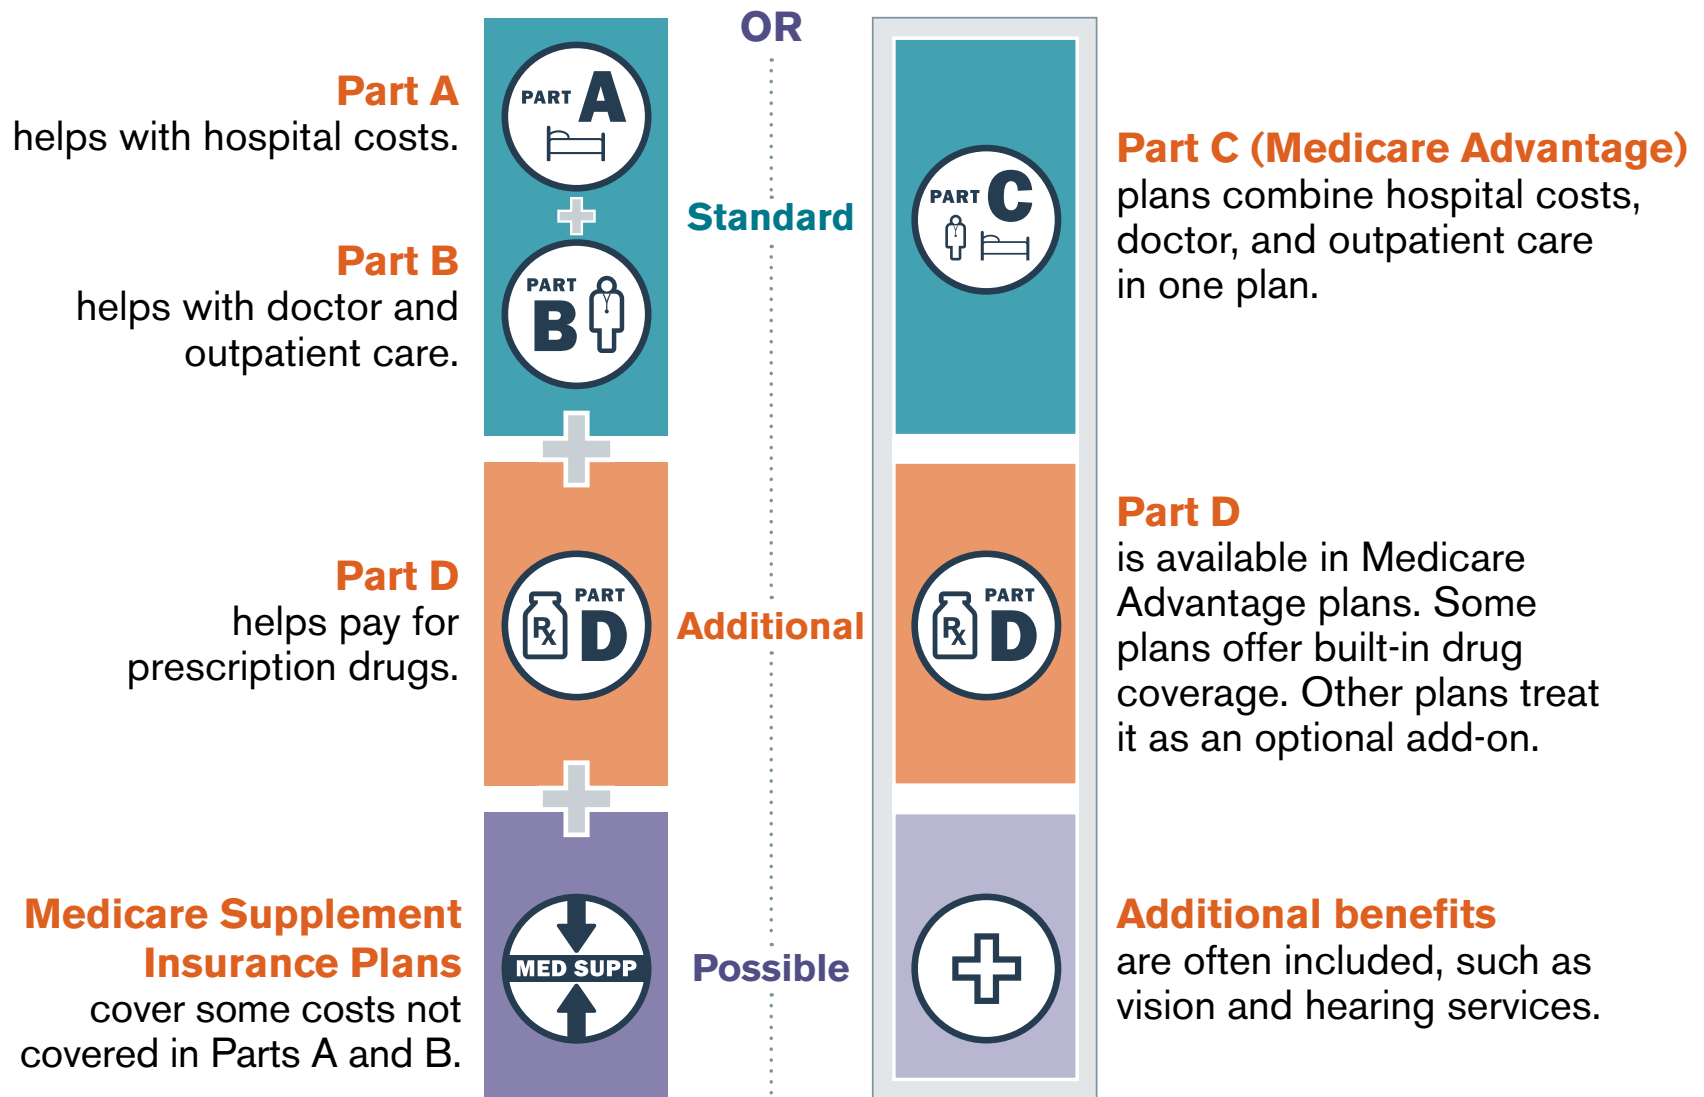 OR
Part A
helps with hospital costs.
PART A
Part B
helps with doctor and
outpatient care.
PART
B
Standard
PART C
Part C (Medicare Advantage)
plans combine hospital costs,
doctor, and outpatient care
in one plan.
Part D
helps pay for
prescription drugs.
Rx
PART
D
Additional
Rx
PART
D
Part D
is available in Medicare
Advantage plans. Some
plans offer built-in drug
coverage. Other plans treat
it as an optional add-on.
Medicare Supplement
Insurance Plans
cover some costs not
covered in Parts A and B.
MED SUPP
Possible
Additional benefits
are often included, such as
vision and hearing services.